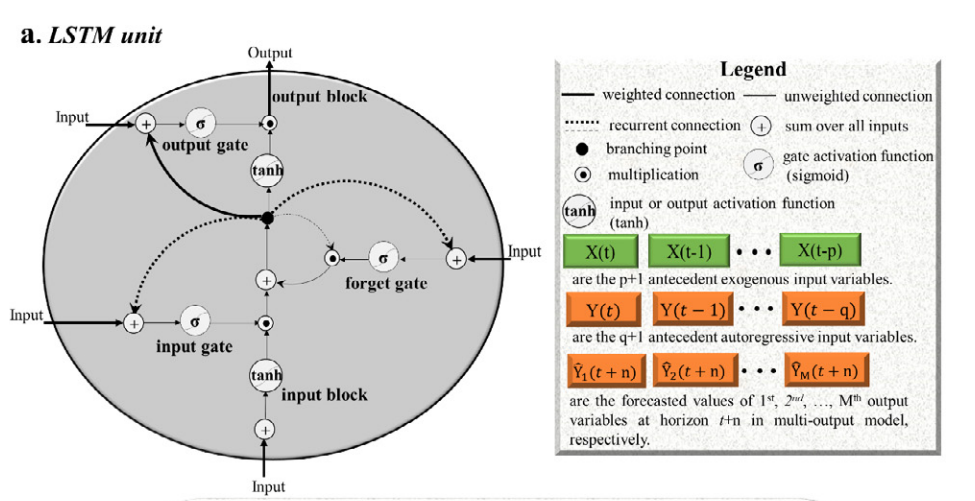 a. LSTM unit
Output
output block
Input
+
σ
output gate
tanh
Input
+
σ
forget gate
+
Input
+
σ
input gate
tanh
input block
+
Input
Legend
weighted connection
unweighted connection
recurrent connection
+
sum over all inputs
branching point
σ
gate activation function
(sigmoid)
multiplication
tanh
input or output activation function
(tanh)
X(t) X(t-1) • • • X(t-p)
are the p+1 antecedent exogenous input variables.
Y(t) Y(t − 1) • • • Y(t − q)
are the q+1 antecedent autoregressive input variables.
Ŷ₁(t + n) Ŷ₂(t + n) • • • Ŷ_M(t + n)
are the forecasted values of 1st, 2nd, …, Mth output
variables at horizon t+n in multi-output model,
respectively.